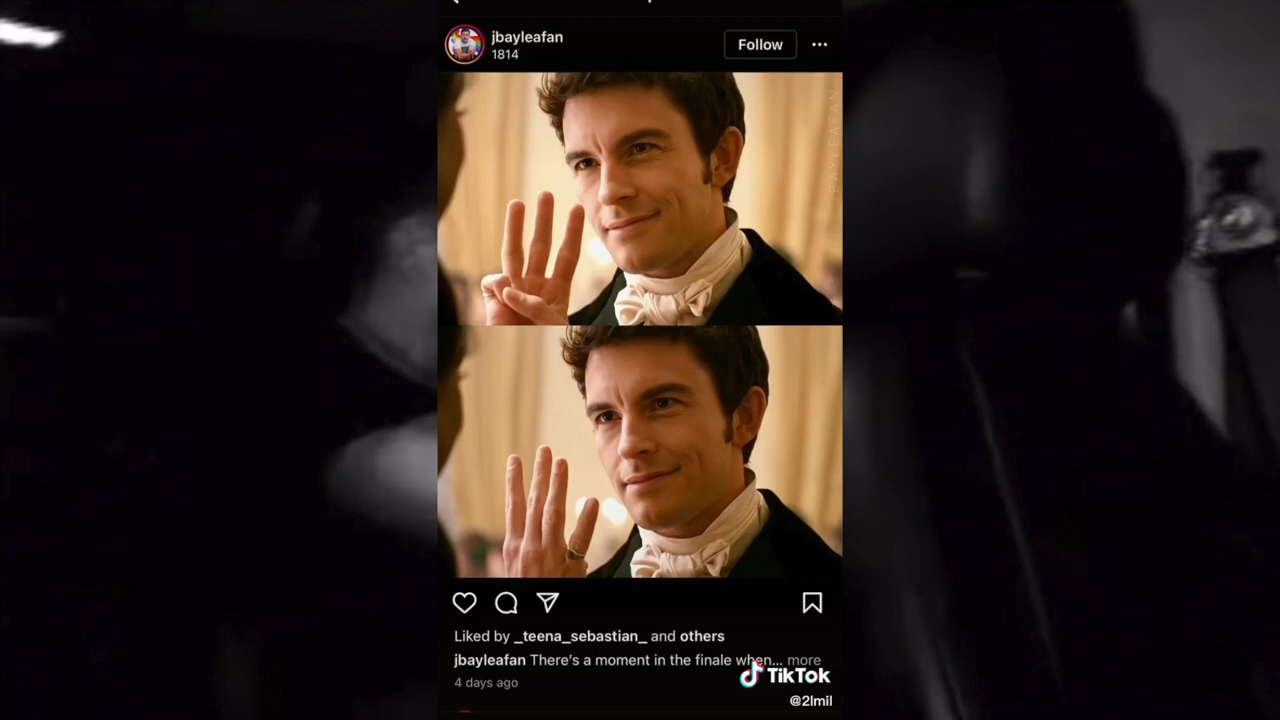 jbayleafan
1814
Follow
JBAYLEAFAN
Liked by _teena_sebastian_ and others
jbayleafan There's a moment in the finale when... more
4 days ago
TikTok
@2lmil